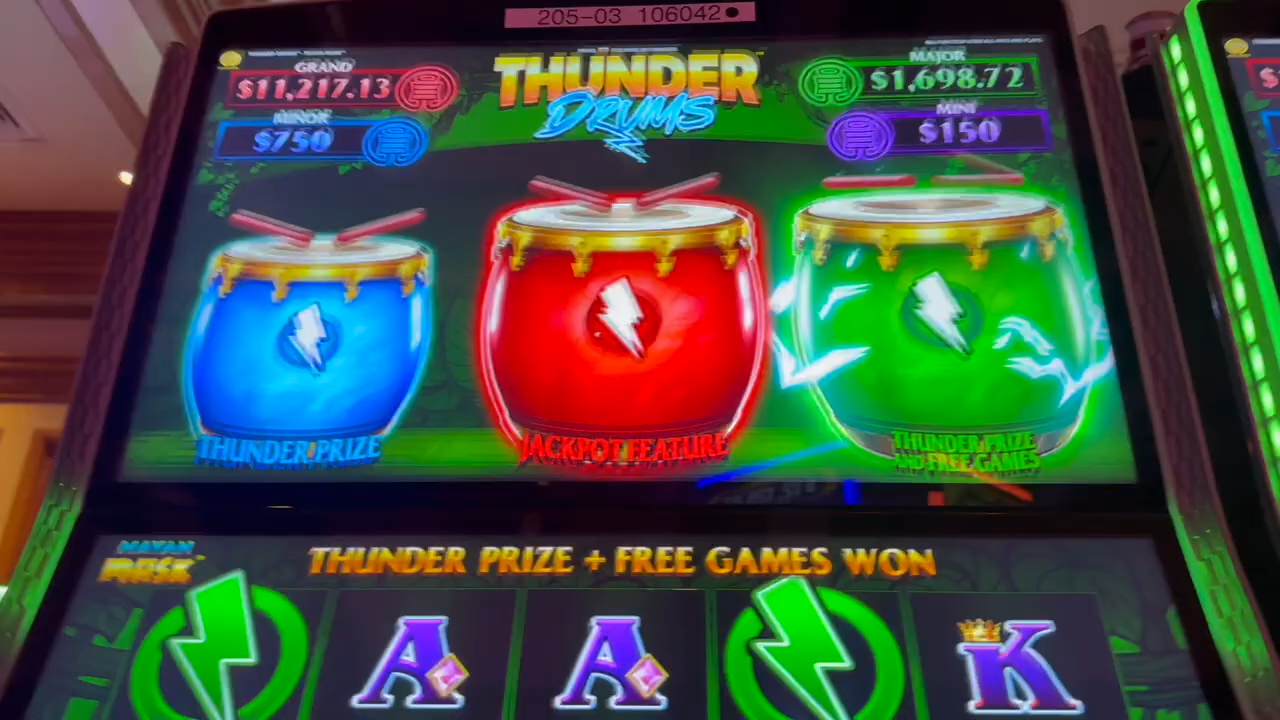 205-03 106042
GRAND
$11,217.13
MINOR
$750
THUNDER
DRUMS
MAJOR
$1,698.72
MINI
$150
THUNDER PRIZE
JACKPOT FEATURE
THUNDER PRIZE
AND FREE GAMES
MAYAN
MASK
THUNDER PRIZE + FREE GAMES WON
A
A
K